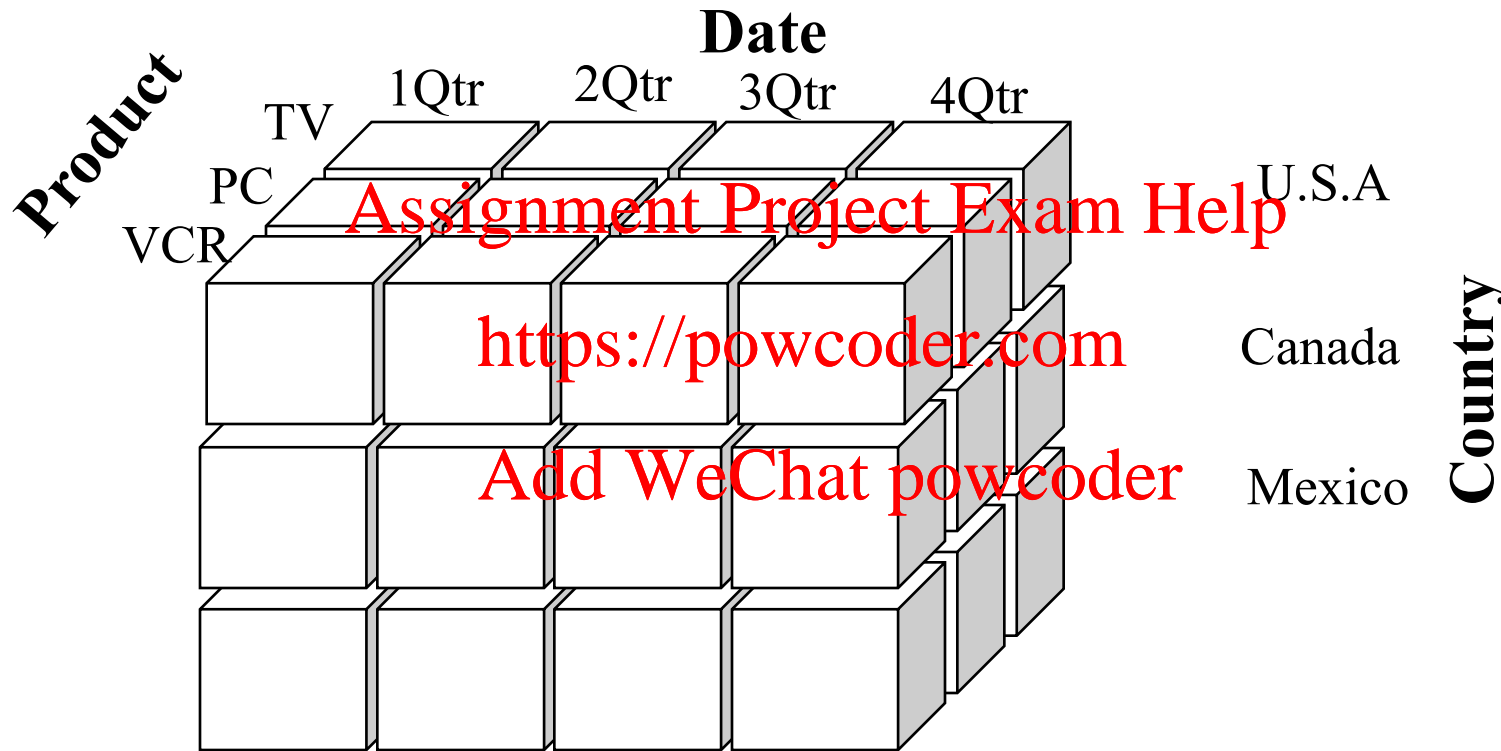 Date
Product
1Qtr 2Qtr 3Qtr 4Qtr
TV
PC
VCR
U.S.A
Canada
Mexico
Country
Assignment Project Exam Help
https://powcoder.com
Add WeChat powcoder